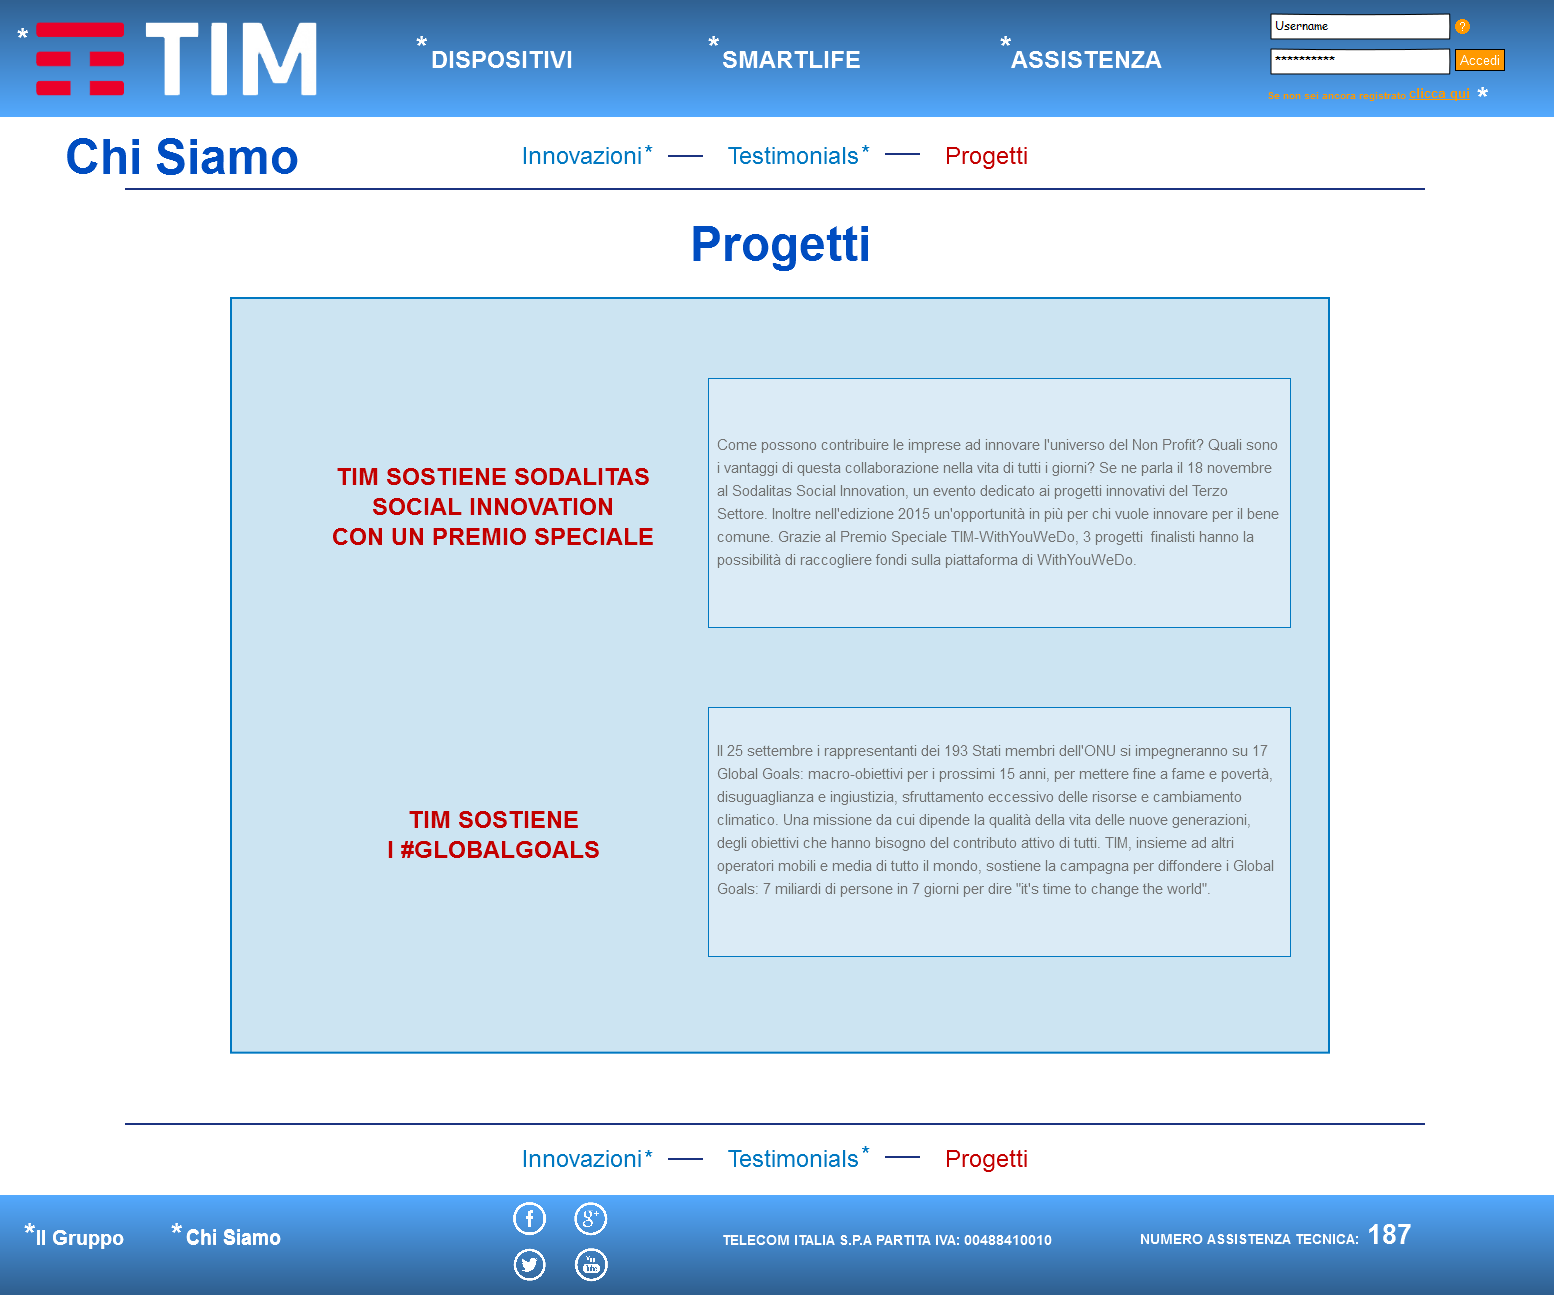 * TIM
*DISPOSITIVI
*SMARTLIFE
*ASSISTENZA
Username
?
**********
Accedi
Se non sei ancora registrato clicca qui *
Chi Siamo
Innovazioni* — Testimonials* — Progetti
Progetti
TIM SOSTIENE SODALITAS
SOCIAL INNOVATION
CON UN PREMIO SPECIALE
Come possono contribuire le imprese ad innovare l'universo del Non Profit? Quali sono
i vantaggi di questa collaborazione nella vita di tutti i giorni? Se ne parla il 18 novembre
al Sodalitas Social Innovation, un evento dedicato ai progetti innovativi del Terzo
Settore. Inoltre nell'edizione 2015 un'opportunità in più per chi vuole innovare per il bene
comune. Grazie al Premio Speciale TIM-WithYouWeDo, 3 progetti  finalisti hanno la
possibilità di raccogliere fondi sulla piattaforma di WithYouWeDo.
TIM SOSTIENE
I #GLOBALGOALS
Il 25 settembre i rappresentanti dei 193 Stati membri dell'ONU si impegneranno su 17
Global Goals: macro-obiettivi per i prossimi 15 anni, per mettere fine a fame e povertà,
disuguaglianza e ingiustizia, sfruttamento eccessivo delle risorse e cambiamento
climatico. Una missione da cui dipende la qualità della vita delle nuove generazioni,
degli obiettivi che hanno bisogno del contributo attivo di tutti. TIM, insieme ad altri
operatori mobili e media di tutto il mondo, sostiene la campagna per diffondere i Global
Goals: 7 miliardi di persone in 7 giorni per dire "it's time to change the world".
Innovazioni* — Testimonials* — Progetti
*Il Gruppo
* Chi Siamo
f
g+
You Tube
TELECOM ITALIA S.P.A PARTITA IVA: 00488410010
NUMERO ASSISTENZA TECNICA: 187